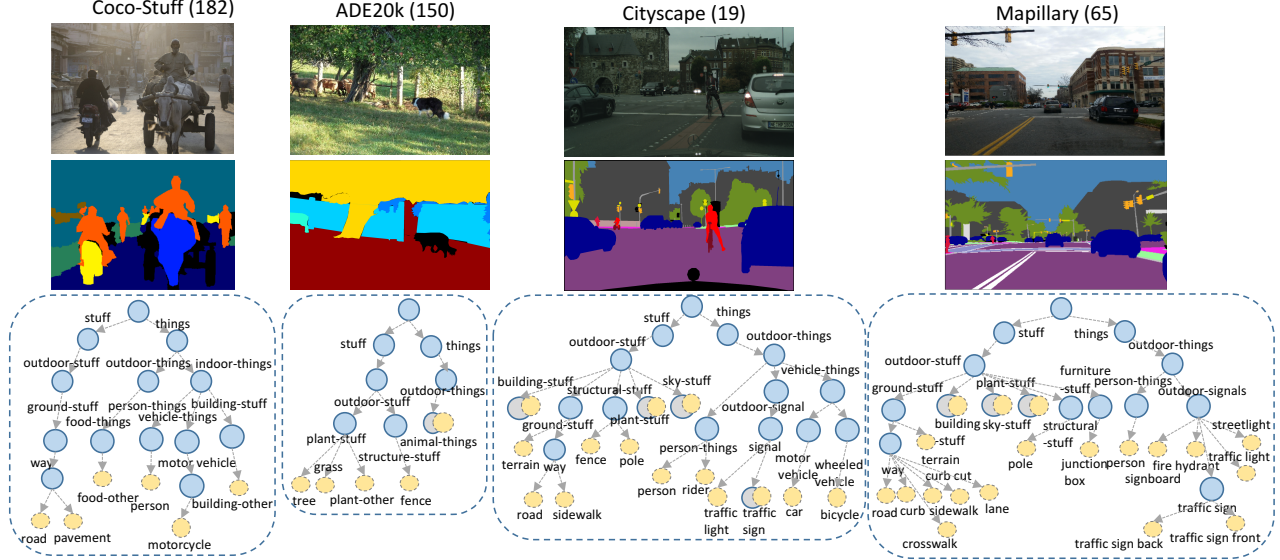 Coco-Stuff (182)
ADE20k (150)
Cityscape (19)
Mapillary (65)
stuff
things
outdoor-stuff
outdoor-things
indoor-things
ground-stuff
person-things
building-stuff
food-things
vehicle-things
way
motor vehicle
food-other
person
building-other
road
pavement
motorcycle
stuff
things
outdoor-things
outdoor-stuff
plant-stuff
animal-things
structure-stuff
grass
tree
plant-other
fence
things
stuff
outdoor-stuff
outdoor-things
vehicle-things
building-stuff
structural-stuff
sky-stuff
outdoor-signal
plant-stuff
ground-stuff
person-things
signal
motor
vehicle
wheeled
vehicle
terrain
way
fence
pole
person
rider
road
sidewalk
traffic
light
traffic
sign
car
bicycle
stuff
things
outdoor-stuff
outdoor-things
ground-stuff
plant-stuff
furniture
-stuff
person-things
outdoor-signals
building
-stuff
sky-stuff
structural
-stuff
streetlight
traffic light
terrain
way
curb cut
pole
junction
box
person
signboard
fire hydrant
road
curb
sidewalk
lane
crosswalk
traffic sign
traffic sign back
traffic sign front